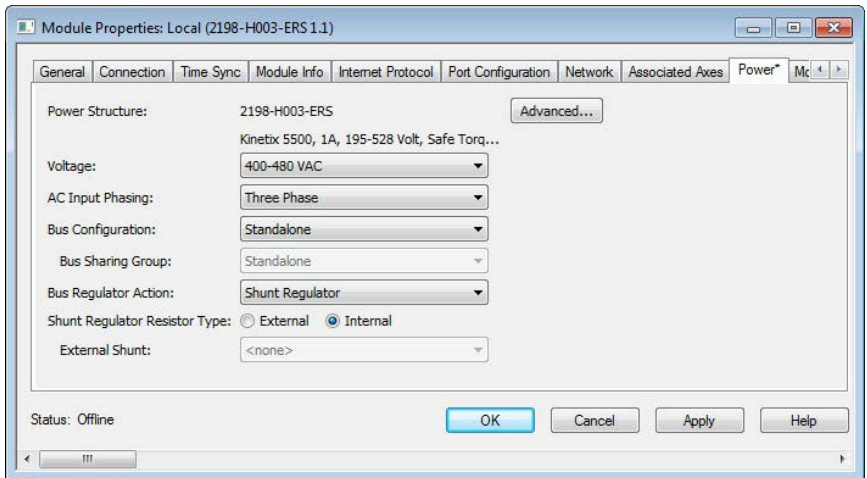 Module Properties: Local (2198-H003-ERS 1.1)
General Connection Time Sync Module Info Internet Protocol Port Configuration Network Associated Axes Power* Mc
Power Structure: 2198-H003-ERS Advanced...
Kinetix 5500, 1A, 195-528 Volt, Safe Torq...
Voltage: 400-480 VAC
AC Input Phasing: Three Phase
Bus Configuration: Standalone
Bus Sharing Group: Standalone
Bus Regulator Action: Shunt Regulator
Shunt Regulator Resistor Type: External Internal
External Shunt: <none>
Status: Offline OK Cancel Apply Help